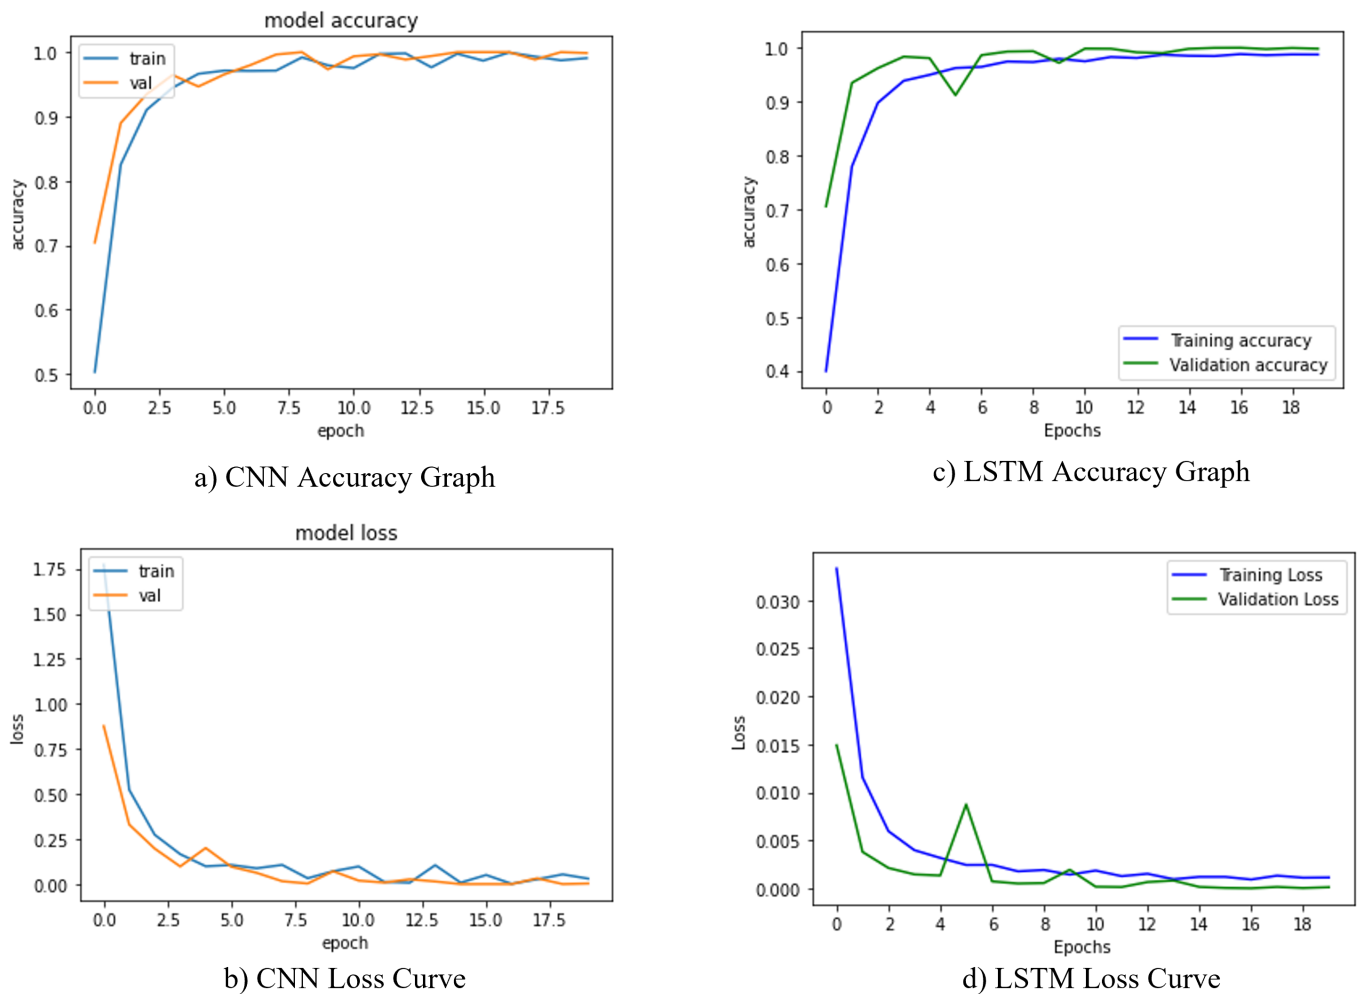 model accuracy
1.0
0.9
0.8
0.7
0.6
0.5
accuracy
train
val
0.0 2.5 5.0 7.5 10.0 12.5 15.0 17.5
epoch
a) CNN Accuracy Graph
1.0
0.9
0.8
0.7
0.6
0.5
0.4
accuracy
Training accuracy
Validation accuracy
0 2 4 6 8 10 12 14 16 18
Epochs
c) LSTM Accuracy Graph
model loss
1.75
1.50
1.25
1.00
0.75
0.50
0.25
0.00
loss
train
val
0.0 2.5 5.0 7.5 10.0 12.5 15.0 17.5
epoch
b) CNN Loss Curve
0.030
0.025
0.020
0.015
0.010
0.005
0.000
Loss
Training Loss
Validation Loss
0 2 4 6 8 10 12 14 16 18
Epochs
d) LSTM Loss Curve